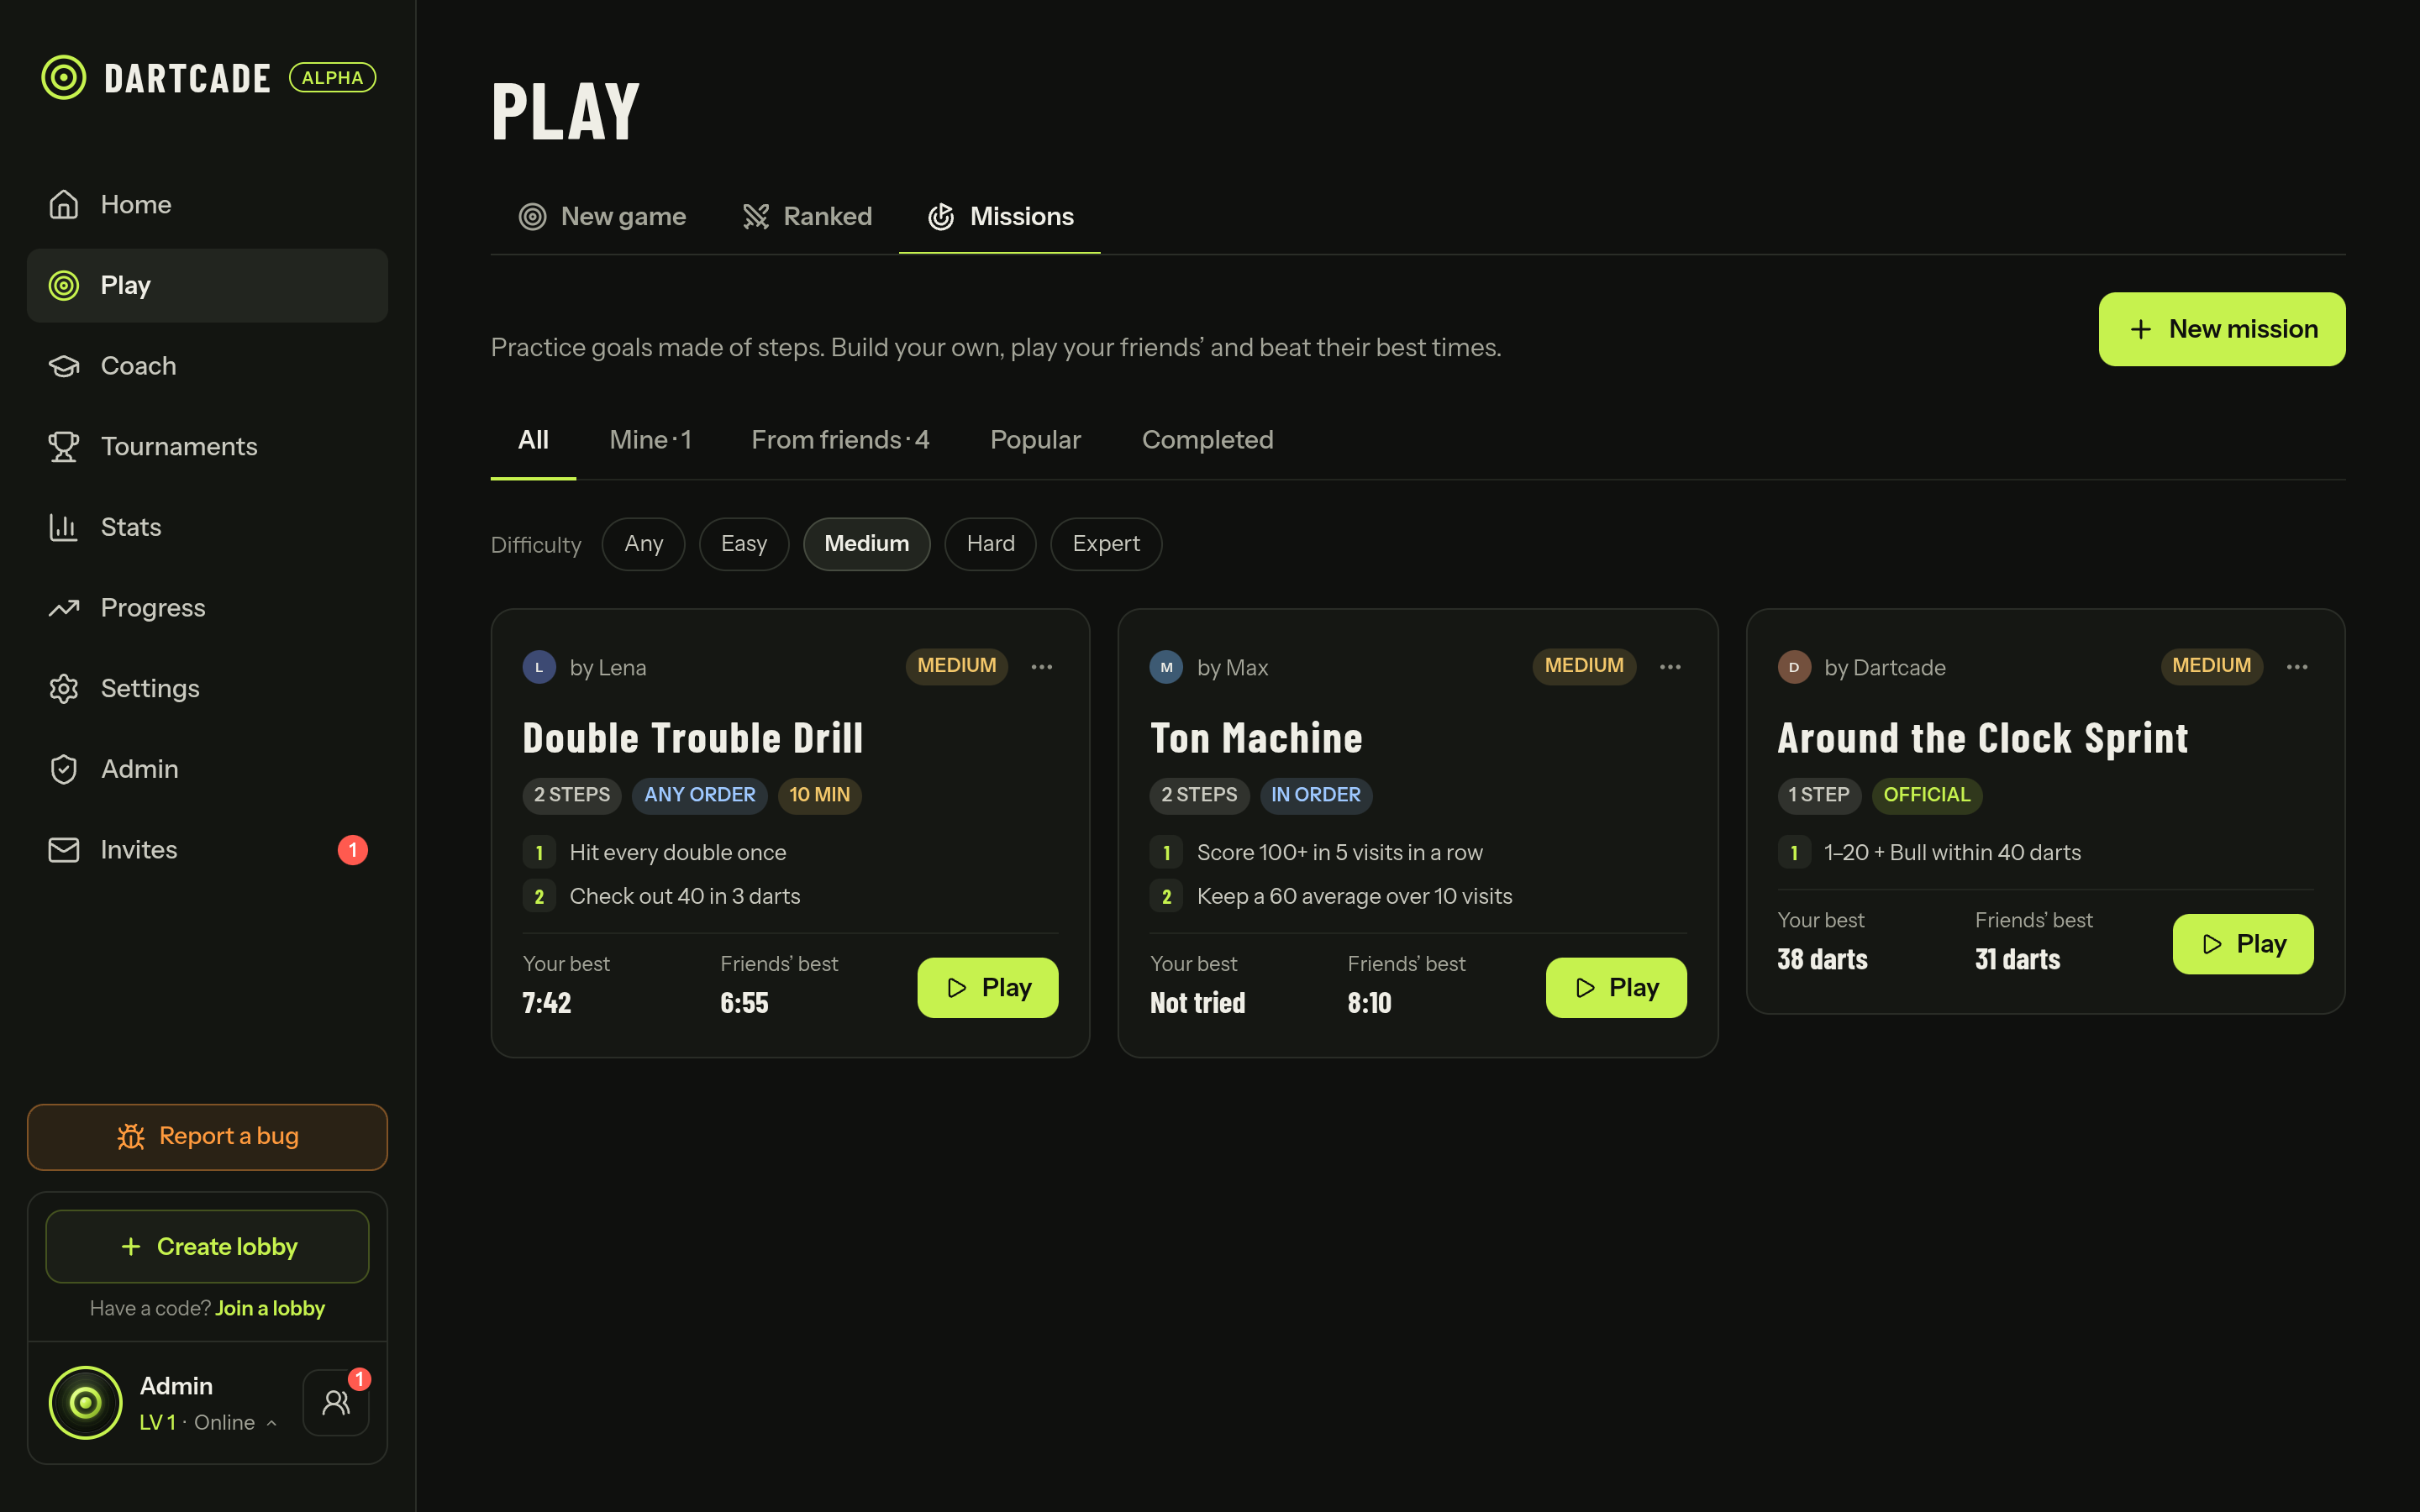 DARTCADE ALPHA
Home
Play
Coach
Tournaments
Stats
Progress
Settings
Admin
Invites 1
Report a bug
Create lobby
Have a code? Join a lobby
Admin
LV 1 · Online
1
PLAY
New game Ranked Missions
Practice goals made of steps. Build your own, play your friends’ and beat their best times.
New mission
All Mine · 1 From friends · 4 Popular Completed
Difficulty Any Easy Medium Hard Expert
L by Lena MEDIUM
Double Trouble Drill
2 STEPS ANY ORDER 10 MIN
1 Hit every double once
2 Check out 40 in 3 darts
Your best Friends’ best
7:42 6:55
Play
M by Max MEDIUM
Ton Machine
2 STEPS IN ORDER
1 Score 100+ in 5 visits in a row
2 Keep a 60 average over 10 visits
Your best Friends’ best
Not tried 8:10
Play
D by Dartcade MEDIUM
Around the Clock Sprint
1 STEP OFFICIAL
1 1–20 + Bull within 40 darts
Your best Friends’ best
38 darts 31 darts
Play